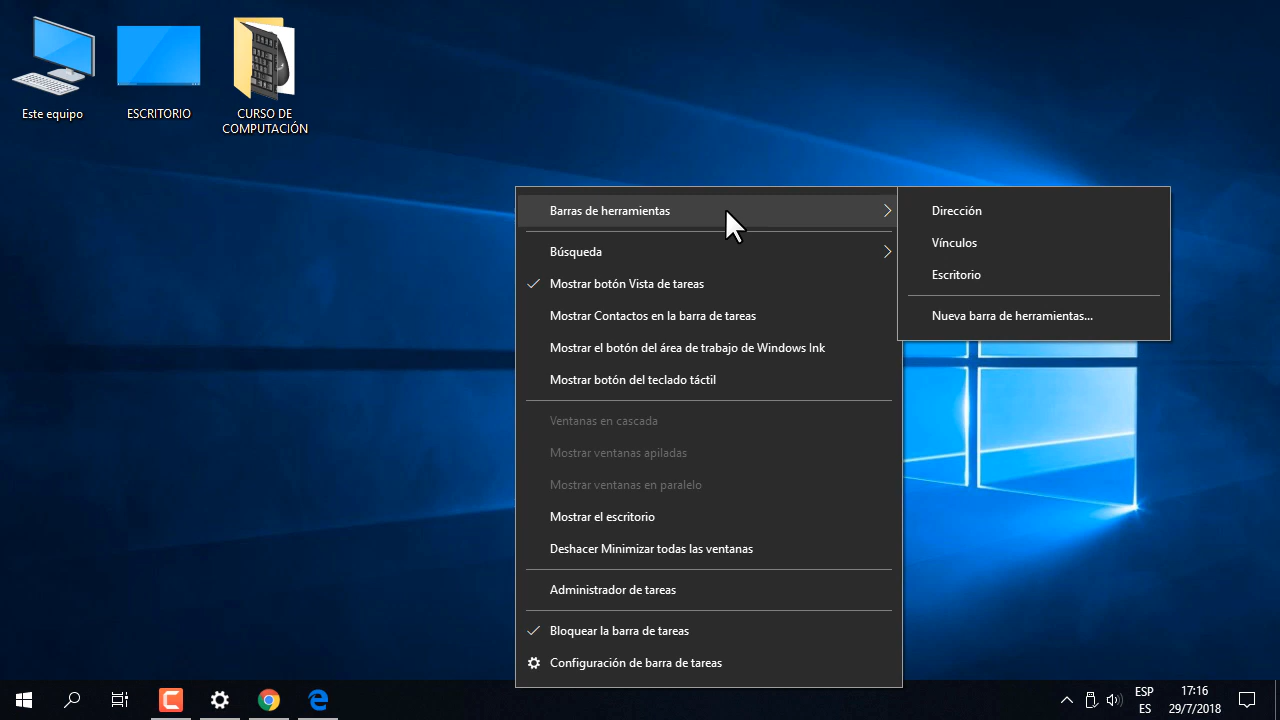 Este equipo
ESCRITORIO
CURSO DE
COMPUTACIÓN
Barras de herramientas
Búsqueda
Mostrar botón Vista de tareas
Mostrar Contactos en la barra de tareas
Mostrar el botón del área de trabajo de Windows Ink
Mostrar botón del teclado táctil
Ventanas en cascada
Mostrar ventanas apiladas
Mostrar ventanas en paralelo
Mostrar el escritorio
Deshacer Minimizar todas las ventanas
Administrador de tareas
Bloquear la barra de tareas
Configuración de barra de tareas
Dirección
Vínculos
Escritorio
Nueva barra de herramientas...
ESP
ES
17:16
29/7/2018